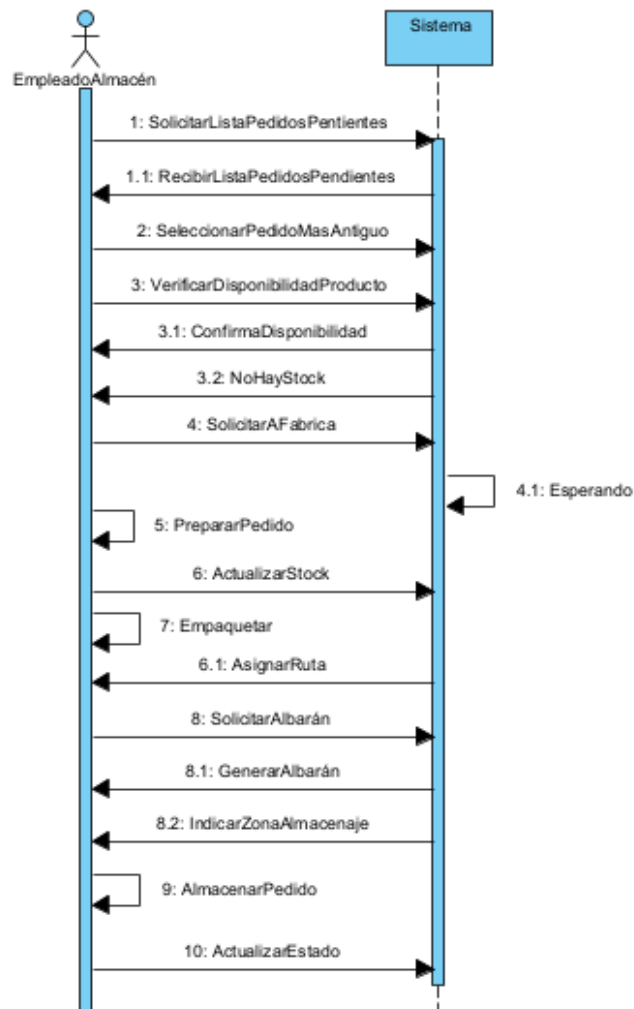 Sistema
EmpleadoAlmacén
1: SolicitarListaPedidosPentientes
1.1: RecibirListaPedidosPendientes
2: SeleccionarPedidoMasAntiguo
3: VerificarDisponibilidadProducto
3.1: ConfirmaDisponibilidad
3.2: NoHayStock
4: SolicitarAFabrica
4.1: Esperando
5: PrepararPedido
6: ActualizarStock
7: Empaquetar
6.1: AsignarRuta
8: SolicitarAlbarán
8.1: GenerarAlbarán
8.2: IndicarZonaAlmacenaje
9: AlmacenarPedido
10: ActualizarEstado